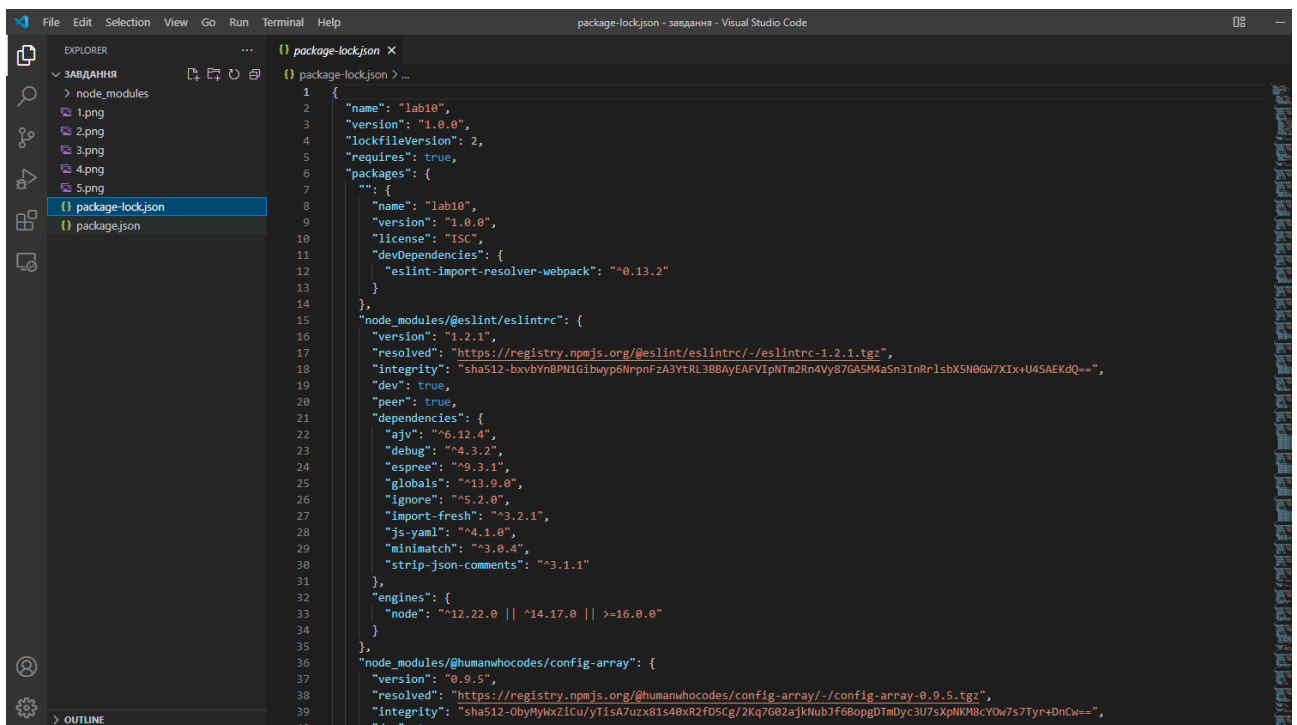 File Edit Selection View Go Run Terminal Help
package-lock.json - завдання - Visual Studio Code
EXPLORER
ЗАВДАННЯ
node_modules
1.png
2.png
3.png
4.png
5.png
package-lock.json
package.json
OUTLINE
{} package-lock.json
{} package-lock.json > ...
1 {
2 "name": "lab10",
3 "version": "1.0.0",
4 "lockfileVersion": 2,
5 "requires": true,
6 "packages": {
7 "": {
8 "name": "lab10",
9 "version": "1.0.0",
10 "license": "ISC",
11 "devDependencies": {
12 "eslint-import-resolver-webpack": "^0.13.2"
13 }
14 },
15 "node_modules/@eslint/eslintrc": {
16 "version": "1.2.1",
17 "resolved": "https://registry.npmjs.org/@eslint/eslintrc/-/eslintrc-1.2.1.tgz",
18 "integrity": "sha512-bxvbYnBPN1Gibwyp6NrpnFzA3YtRL3BBAyEAFVIpNTm2Rn4Vy87GA5M4aSn3InRrlsbX5N0GW7XIx+U4SAEKdQ==",
19 "dev": true,
20 "peer": true,
21 "dependencies": {
22 "ajv": "^6.12.4",
23 "debug": "^4.3.2",
24 "espree": "^9.3.1",
25 "globals": "^13.9.0",
26 "ignore": "^5.2.0",
27 "import-fresh": "^3.2.1",
28 "js-yaml": "^4.1.0",
29 "minimatch": "^3.0.4",
30 "strip-json-comments": "^3.1.1"
31 },
32 "engines": {
33 "node": "^12.22.0 || ^14.17.0 || >=16.0.0"
34 }
35 },
36 "node_modules/@humanwhocodes/config-array": {
37 "version": "0.9.5",
38 "resolved": "https://registry.npmjs.org/@humanwhocodes/config-array/-/config-array-0.9.5.tgz",
39 "integrity": "sha512-ObyMyWxZiCu/yTisA7uzx81s40xR2fD5Cg/2Kq7G02ajkNubJf6BopgDTmDyc3U7sXpNKM8cYOw7s7Tyr+DnCw==",